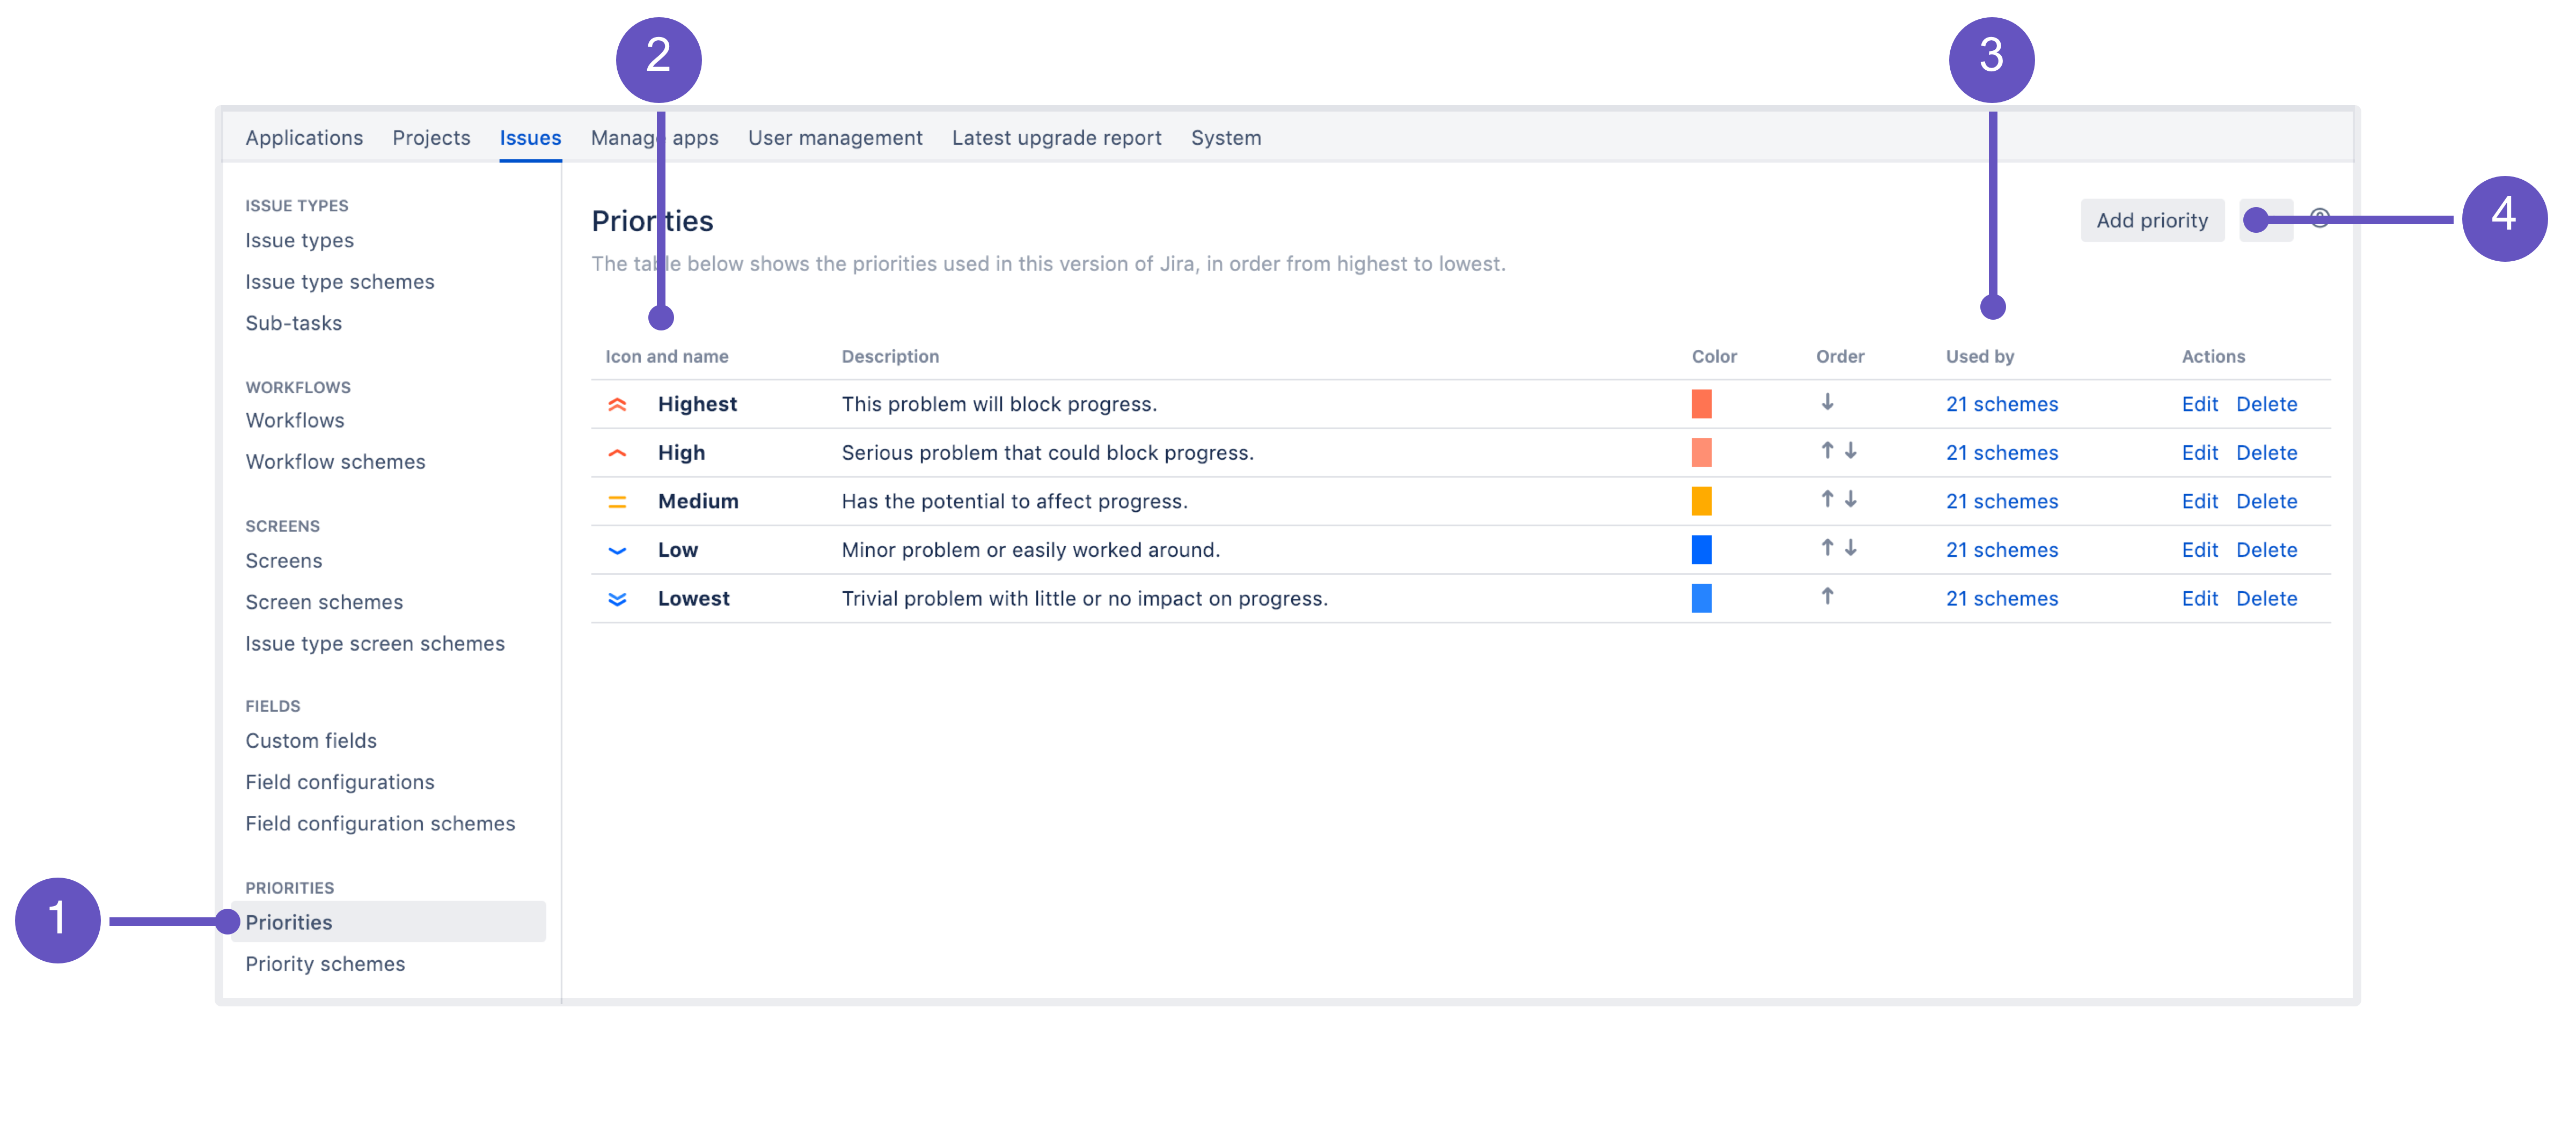 2
3
Applications Projects Issues Manage apps User management Latest upgrade report System
4
ISSUE TYPES
Issue types
Issue type schemes
Sub-tasks
WORKFLOWS
Workflows
Workflow schemes
SCREENS
Screens
Screen schemes
Issue type screen schemes
FIELDS
Custom fields
Field configurations
Field configuration schemes
PRIORITIES
1
Priorities
Priority schemes
Priorities
Add priority
The table below shows the priorities used in this version of Jira, in order from highest to lowest.
Icon and name Description Color Order Used by Actions
Highest This problem will block progress. 21 schemes Edit Delete
High Serious problem that could block progress. 21 schemes Edit Delete
Medium Has the potential to affect progress. 21 schemes Edit Delete
Low Minor problem or easily worked around. 21 schemes Edit Delete
Lowest Trivial problem with little or no impact on progress. 21 schemes Edit Delete